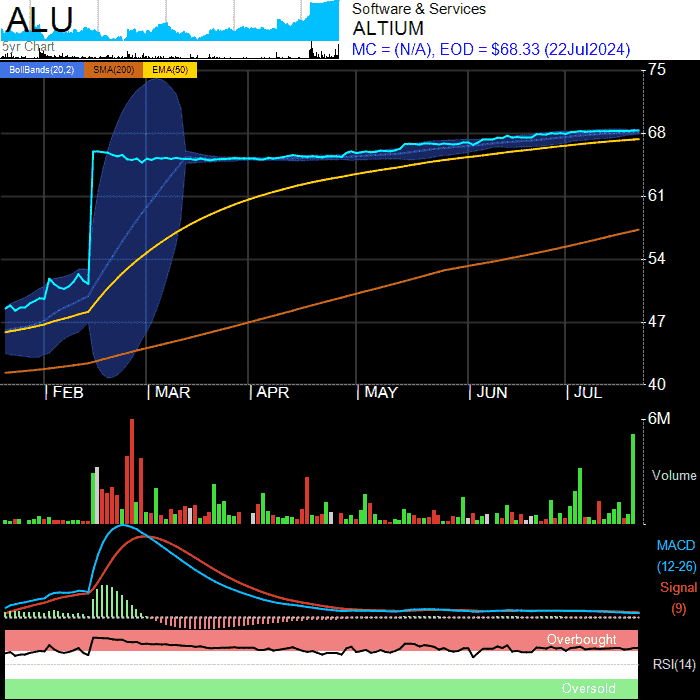 ALU
5yr Chart
Software & Services
ALTIUM
MC = (N/A), EOD = $68.33 (22Jul2024)
BollBands(20,2) SMA(200) EMA(50)
75
68
61
54
47
40
FEB MAR APR MAY JUN JUL
6M
Volume
MACD
(12-26)
Signal
(9)
Overbought
RSI(14)
Oversold